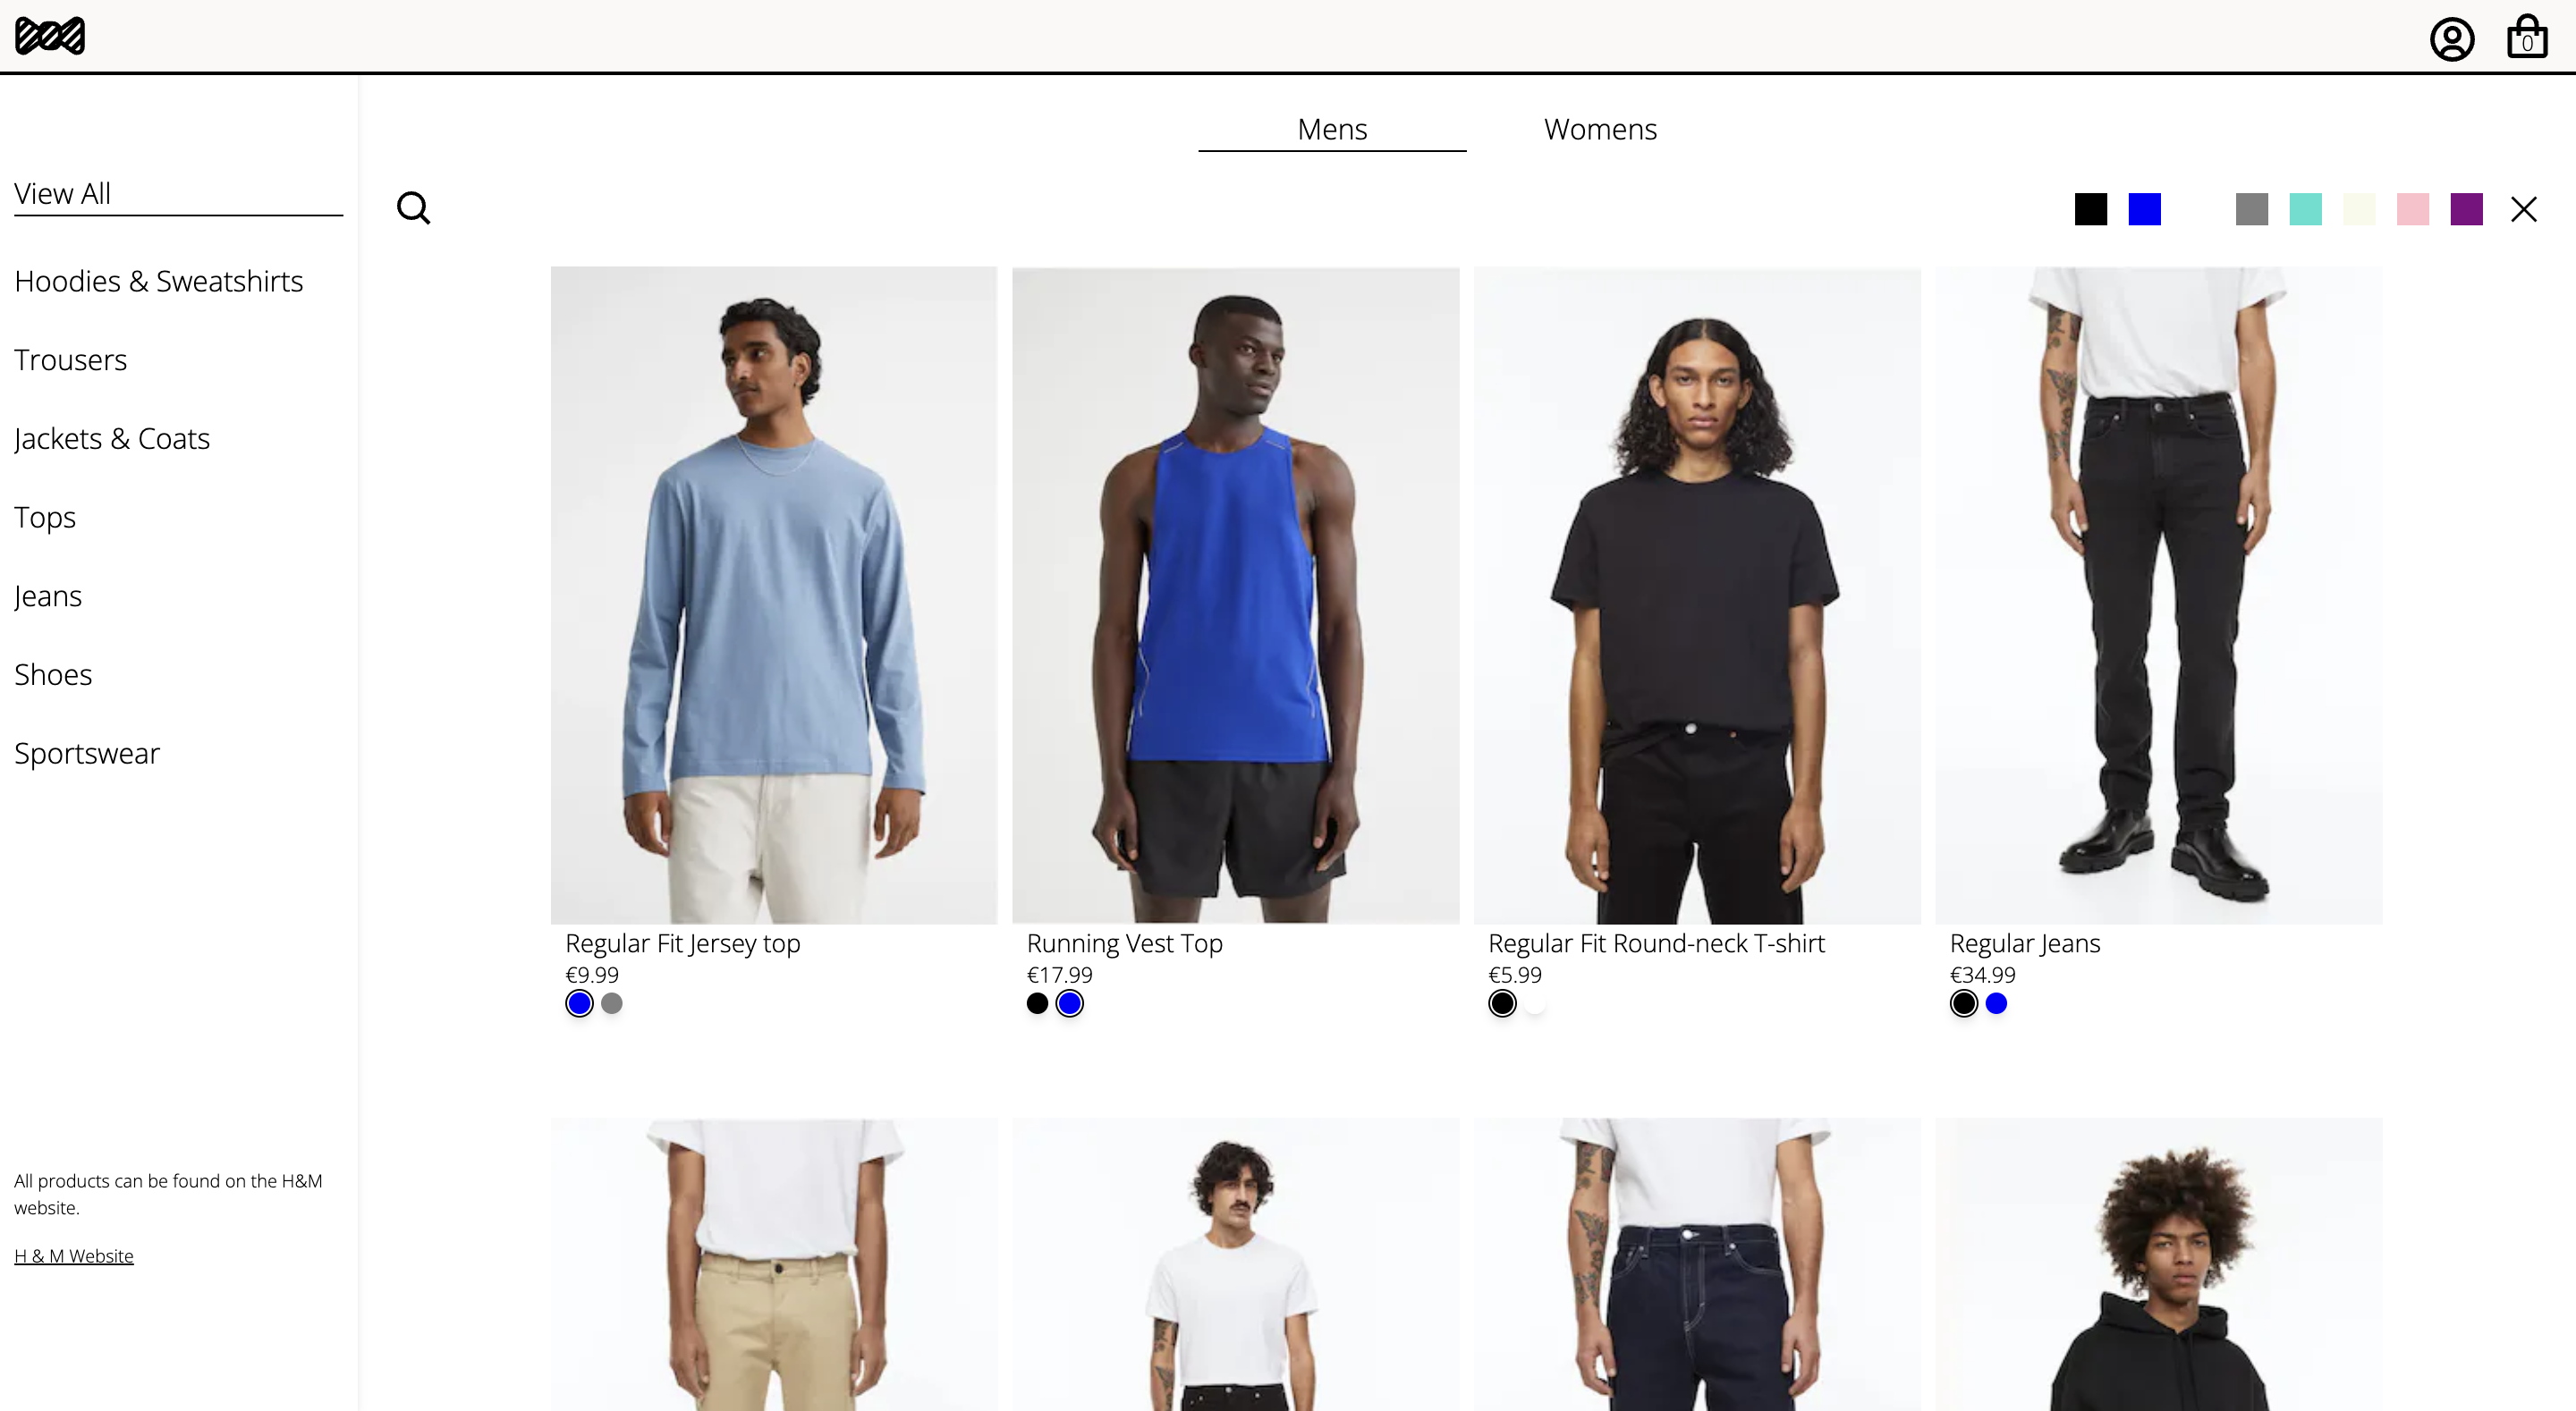 0
Mens
Womens
View All
Hoodies & Sweatshirts
Trousers
Jackets & Coats
Tops
Jeans
Shoes
Sportswear
Regular Fit Jersey top
€9.99
Running Vest Top
€17.99
Regular Fit Round-neck T-shirt
€5.99
Regular Jeans
€34.99
All products can be found on the H&M
website.
H & M Website